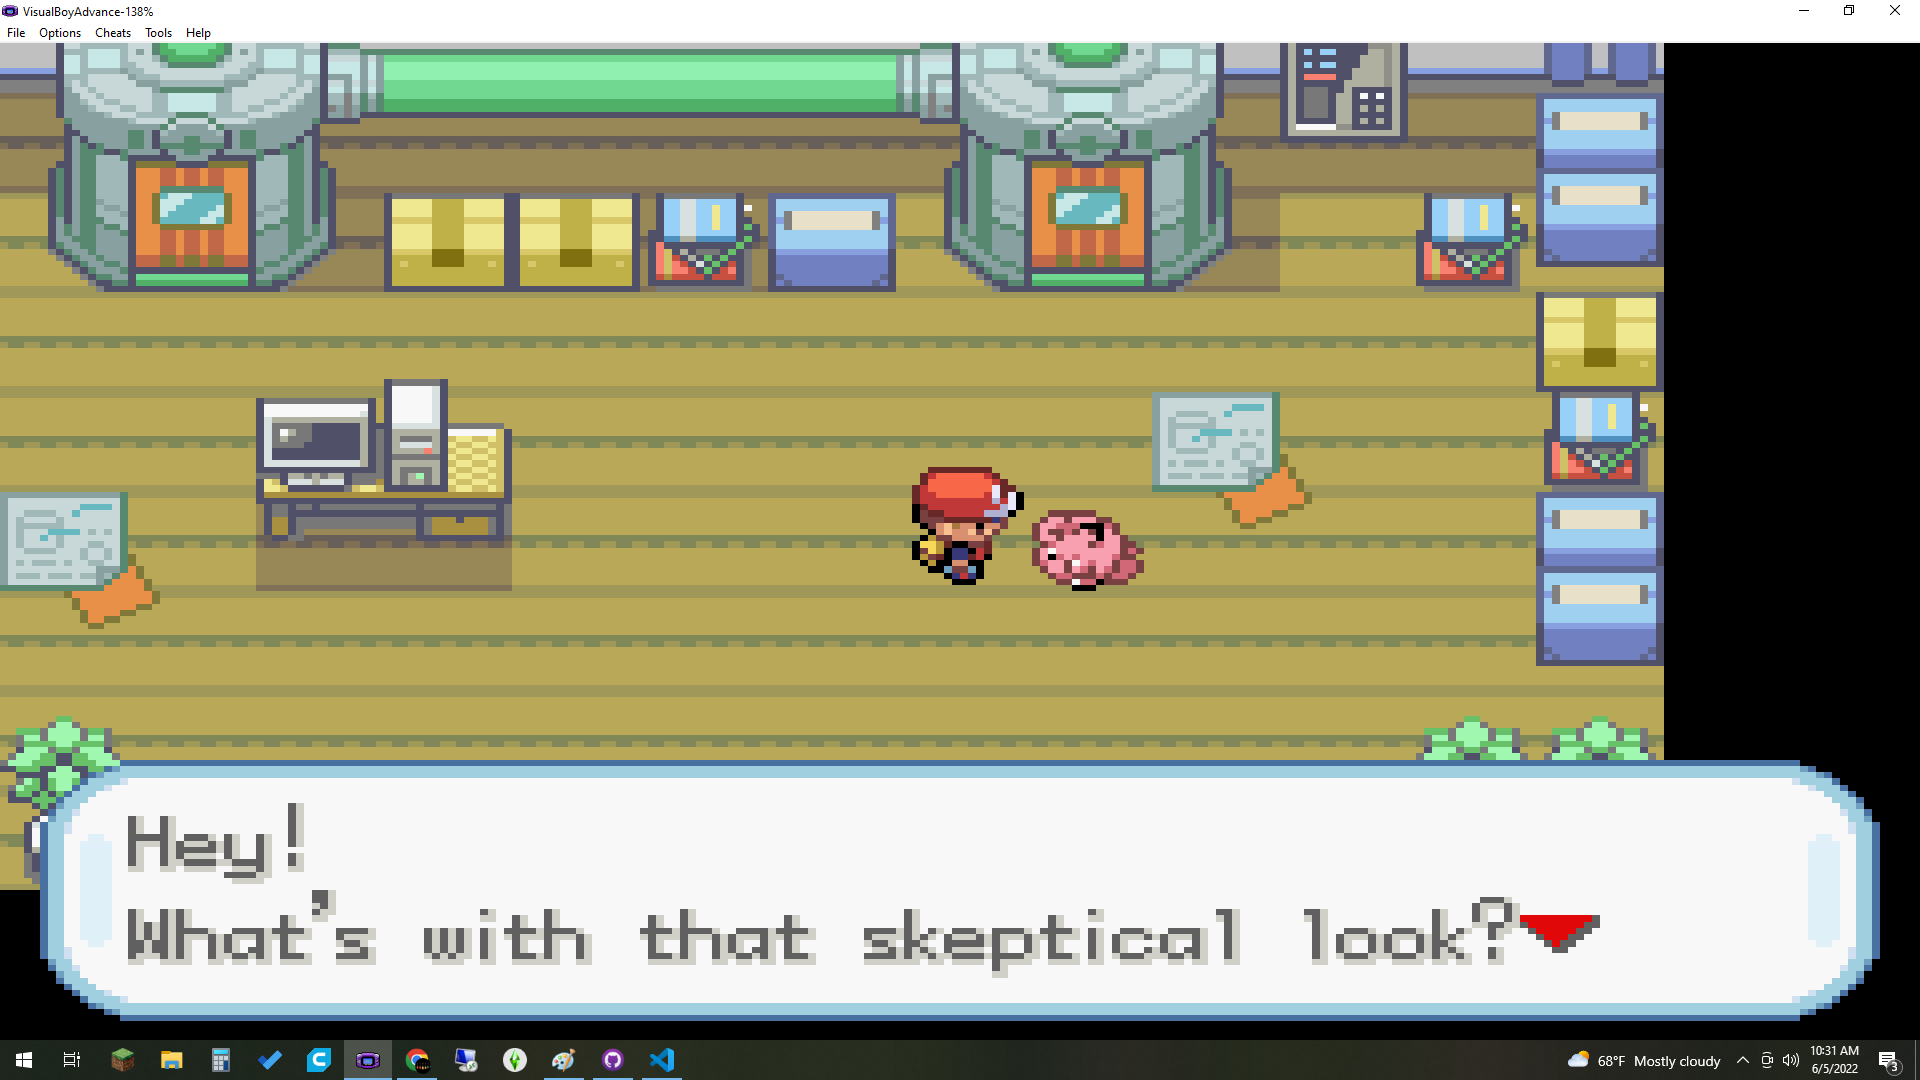 VisualBoyAdvance-138%
File Options Cheats Tools Help
Hey!
What's with that skeptical look?
68°F Mostly cloudy
10:31 AM
6/5/2022
3